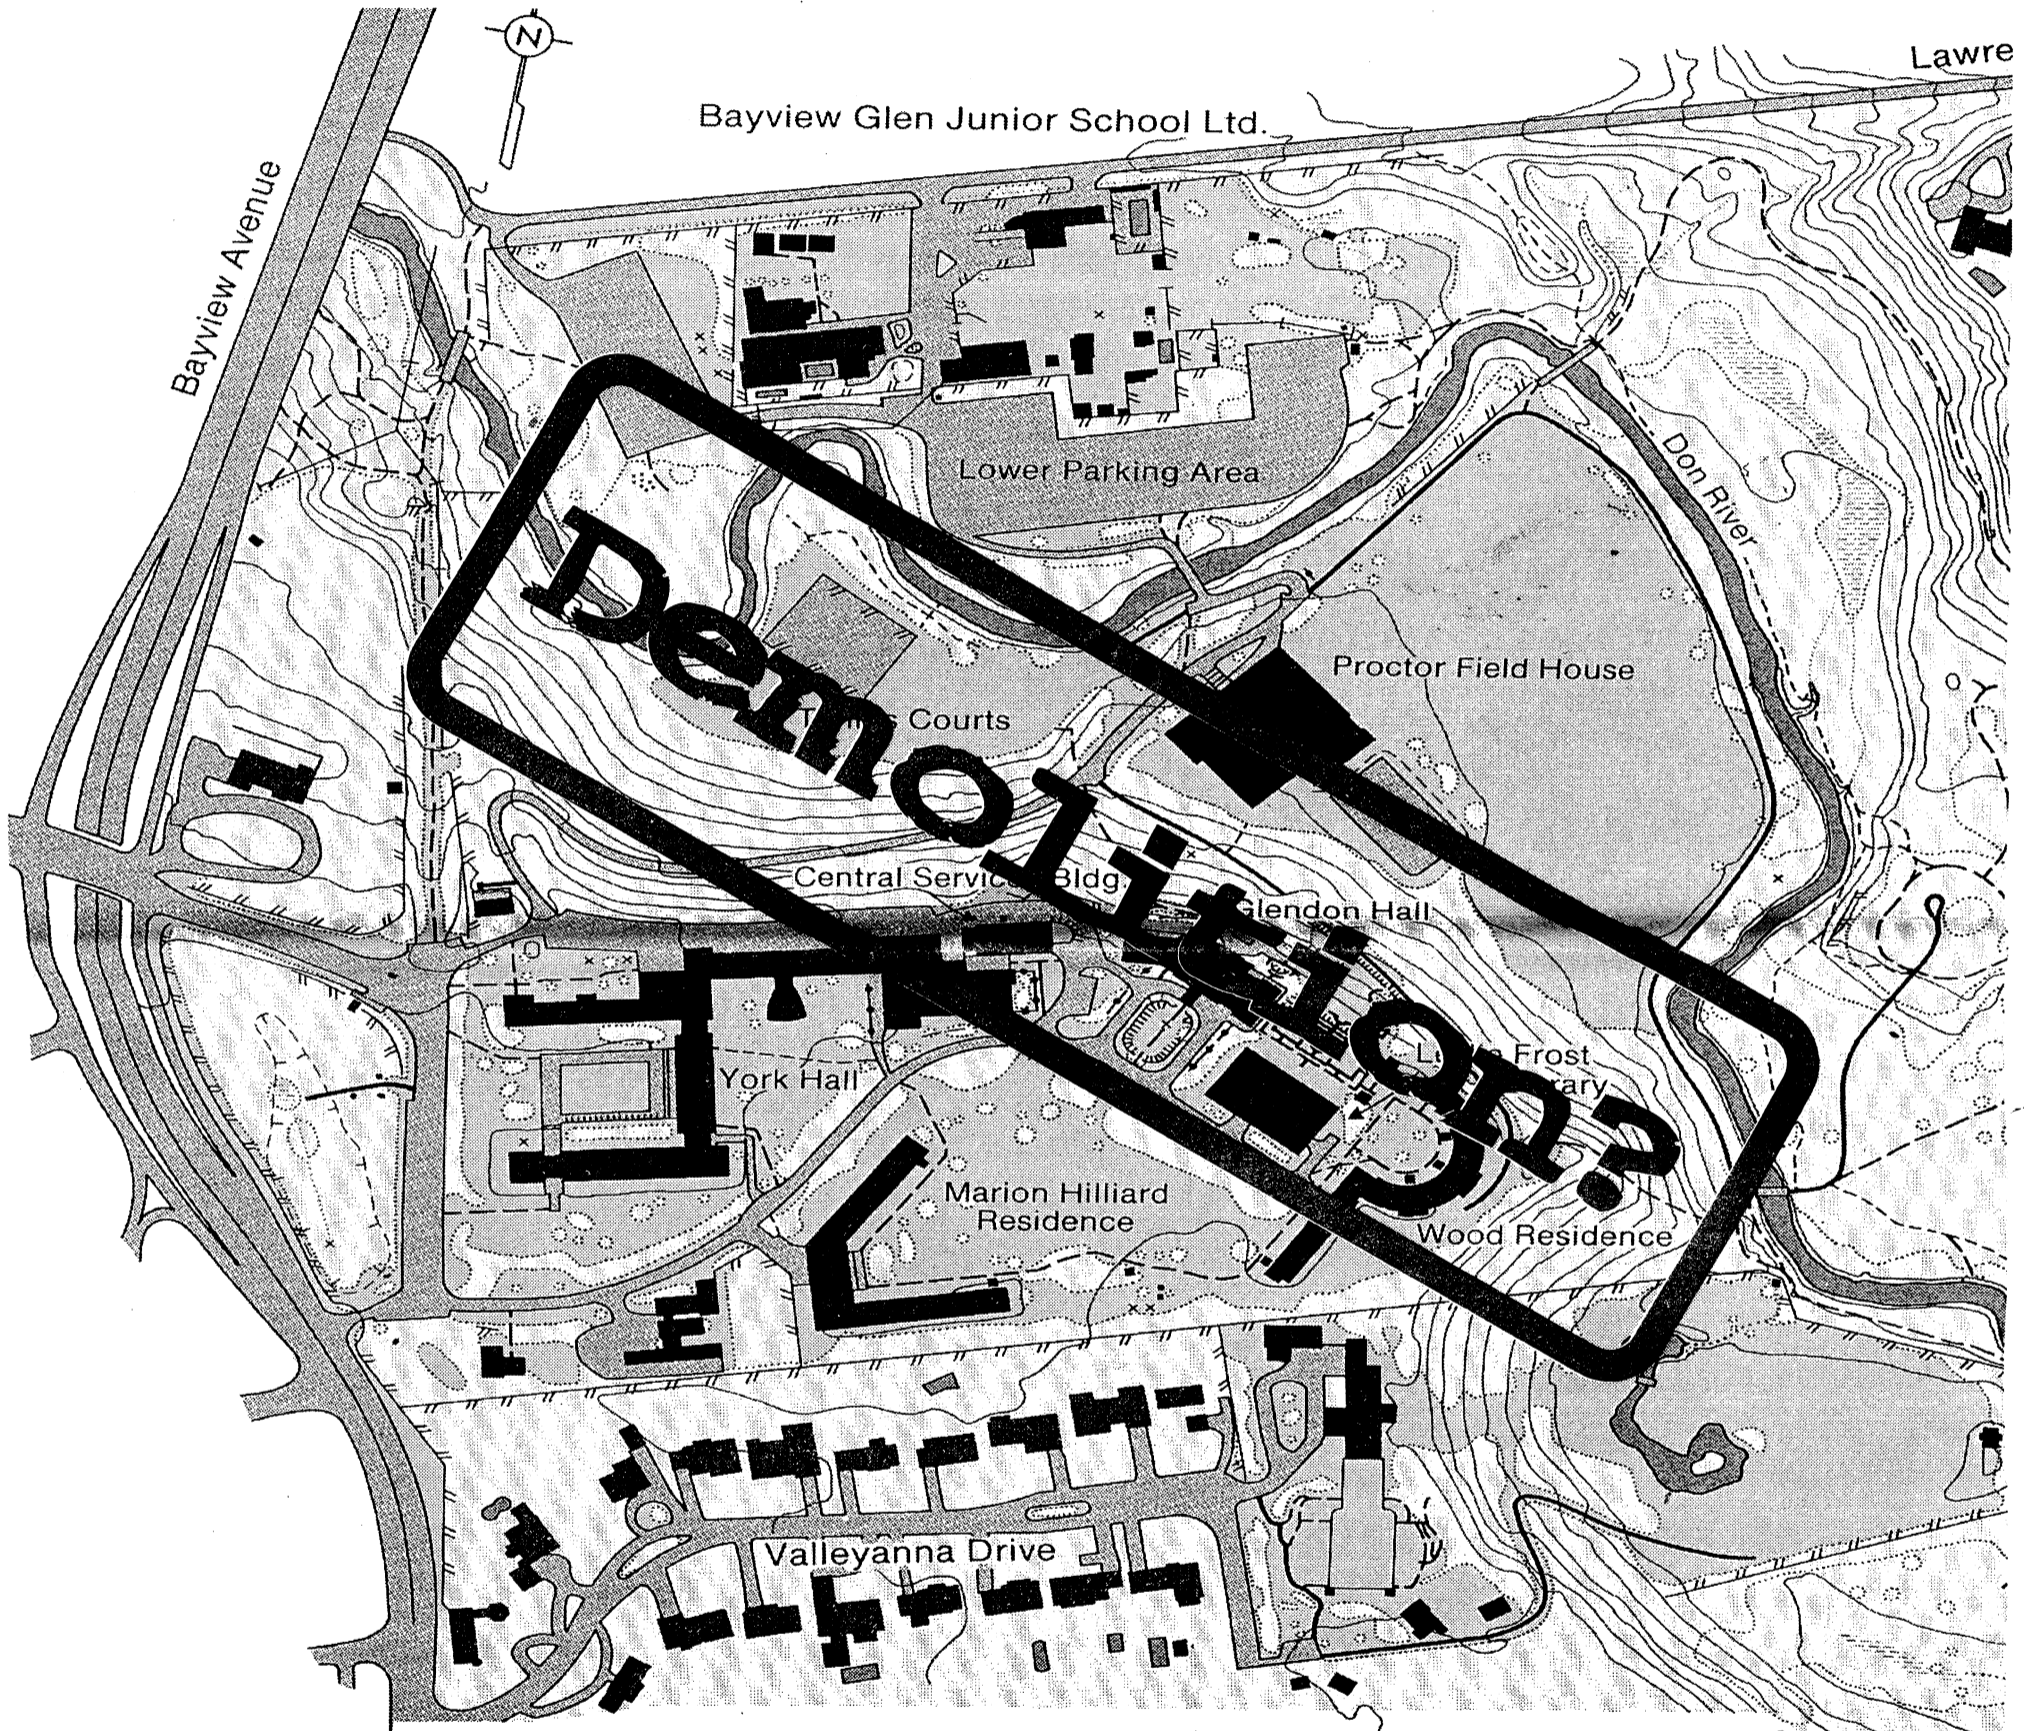 N
Lawre
Bayview Glen Junior School Ltd.
Bayview Avenue
Lower Parking Area
Don River
Demolition?
Proctor Field House
Courts
Central Bldg.
Glendon Hall
Frost
York Hall
Marion Hilliard
Residence
Wood Residence
Valleyanna Drive